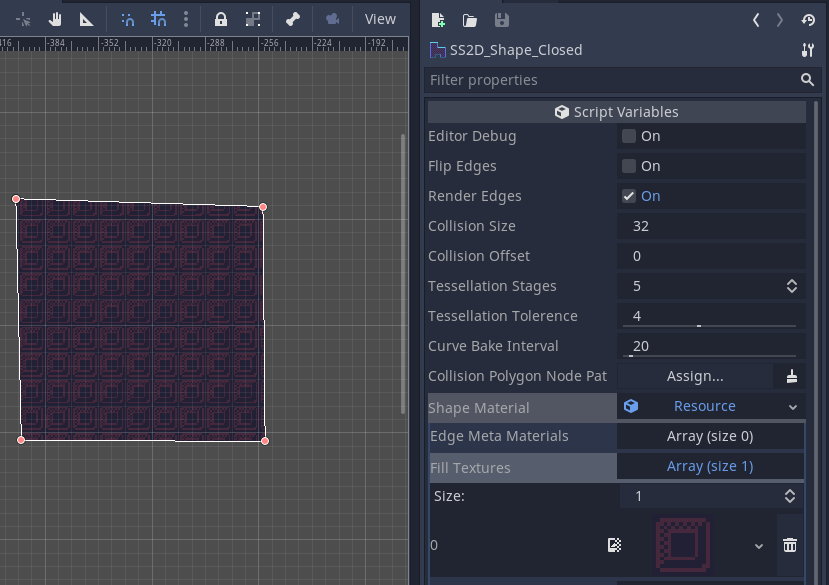 View
416 -384 -352 -320 -288 -256 -224 -192
SS2D_Shape_Closed
Filter properties
Script Variables
Editor Debug On
Flip Edges On
Render Edges On
Collision Size 32
Collision Offset 0
Tessellation Stages 5
Tessellation Tolerence 4
Curve Bake Interval 20
Collision Polygon Node Pat Assign...
Shape Material Resource
Edge Meta Materials Array (size 0)
Fill Textures Array (size 1)
Size: 1
0